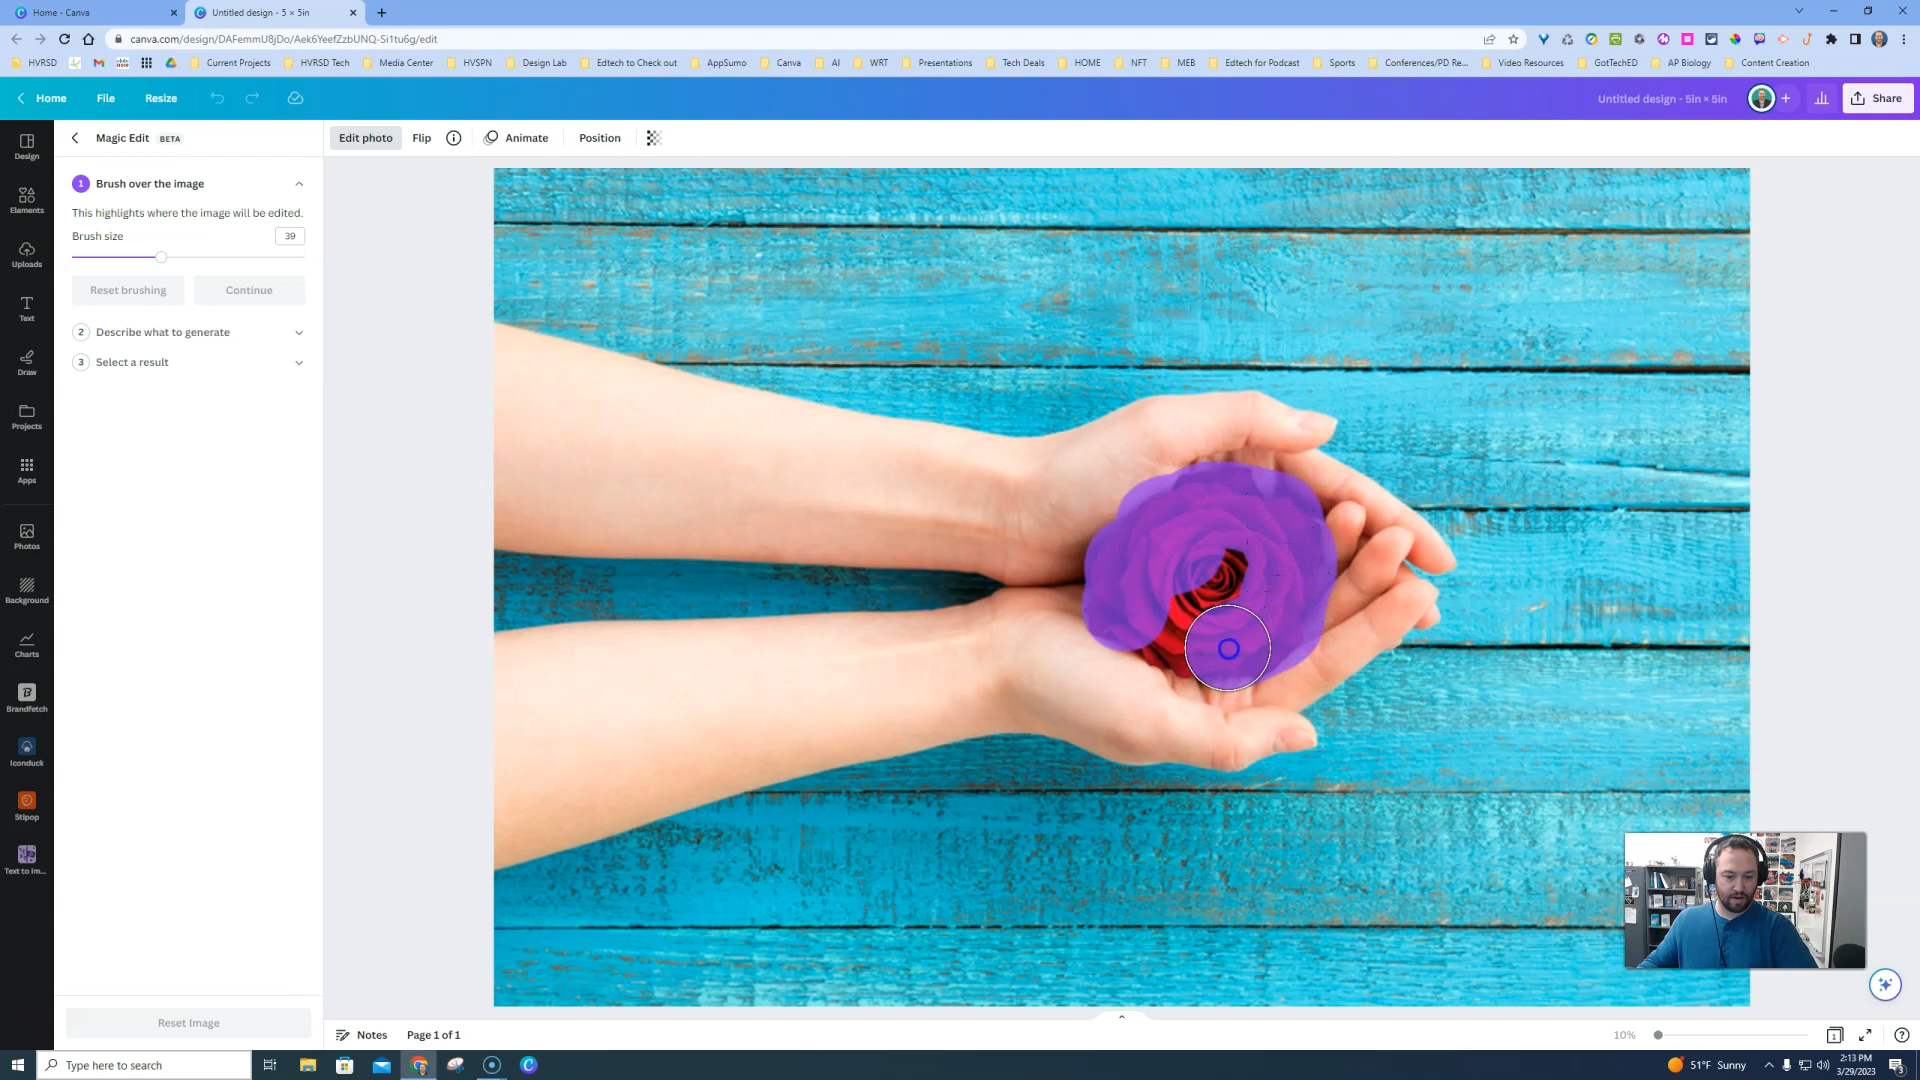 Home - Canva
Untitled design - 5 × 5in
canva.com/design/DAFemmU8jDo/Aek6YeefZzbUNQ-Si1tu6g/edit
HVRSD
Current Projects
HVRSD Tech
Media Center
HVSPN
Design Lab
Edtech to Check out
AppSumo
Canva
AI
WRT
Presentations
Tech Deals
HOME
NFT
MEB
Edtech for Podcast
Sports
Conferences/PD Re...
Video Resources
GotTechED
AP Biology
Content Creation
Home
File
Resize
Untitled design - 5in × 5in
Share
Design
Elements
Uploads
Text
Draw
Projects
Apps
Photos
Background
Charts
Brandfetch
Iconduck
Stipop
Text to Im...
Magic Edit BETA
1 Brush over the image
This highlights where the image will be edited.
Brush size 39
Reset brushing
Continue
2 Describe what to generate
3 Select a result
Reset Image
Edit photo
Flip
Animate
Position
Notes
Page 1 of 1
10%
1
Type here to search
51°F Sunny
2:13 PM
3/29/2023
3